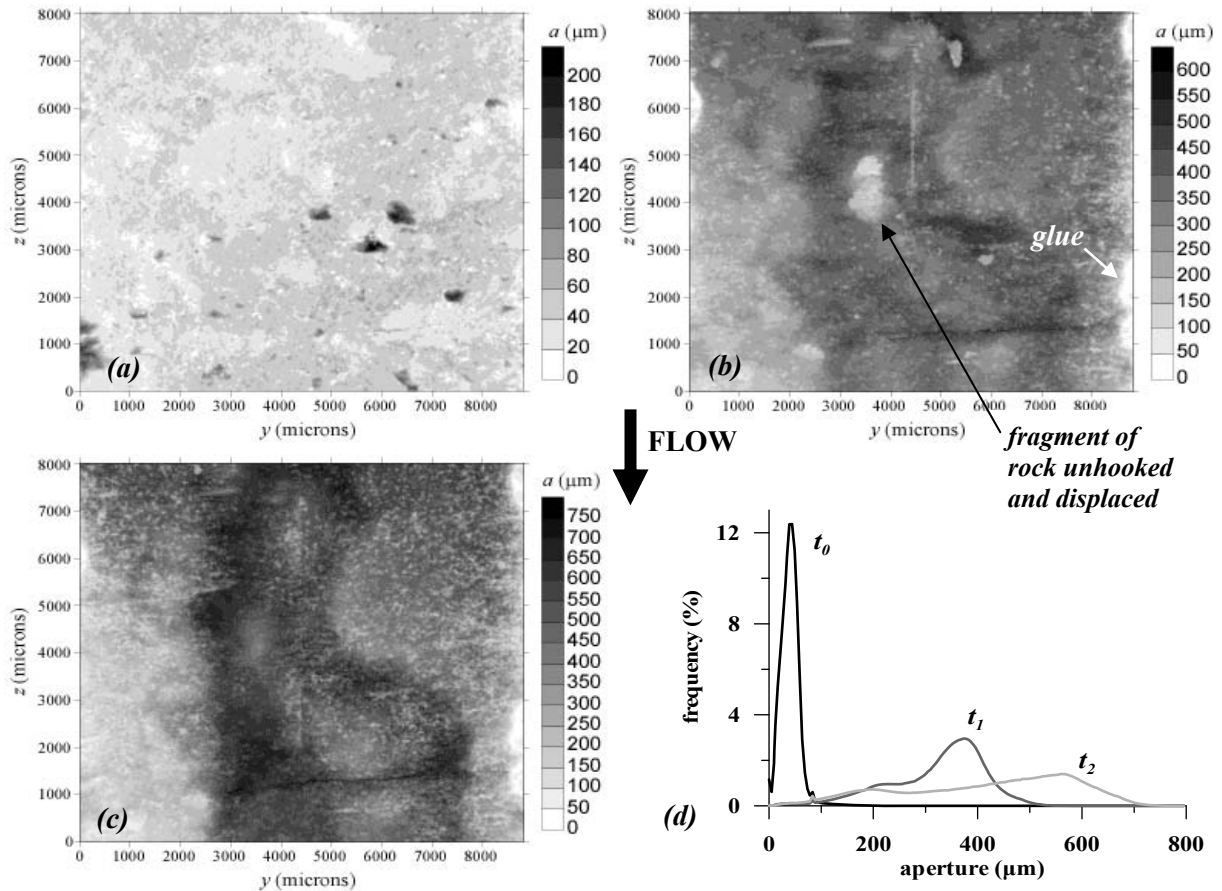 a (μm)
8000
7000
6000
5000
4000
3000
2000
1000
0
z (microns)
0 1000 2000 3000 4000 5000 6000 7000 8000
y (microns)
200
180
160
140
120
100
80
60
40
20
0
(a)
a (μm)
8000
7000
6000
5000
4000
3000
2000
1000
0
z (microns)
0 1000 2000 3000 4000 5000 6000 7000 8000
y (microns)
600
550
500
450
400
350
300
250
200
150
100
50
0
glue
(b)
fragment of
rock unhooked
and displaced
FLOW
a (μm)
8000
7000
6000
5000
4000
3000
2000
1000
0
z (microns)
0 1000 2000 3000 4000 5000 6000 7000 8000
y (microns)
750
700
650
600
550
500
450
400
350
300
250
200
150
100
50
0
(c)
12
8
4
0
frequency (%)
t0
t1
t2
0 200 400 600 800
aperture (μm)
(d)